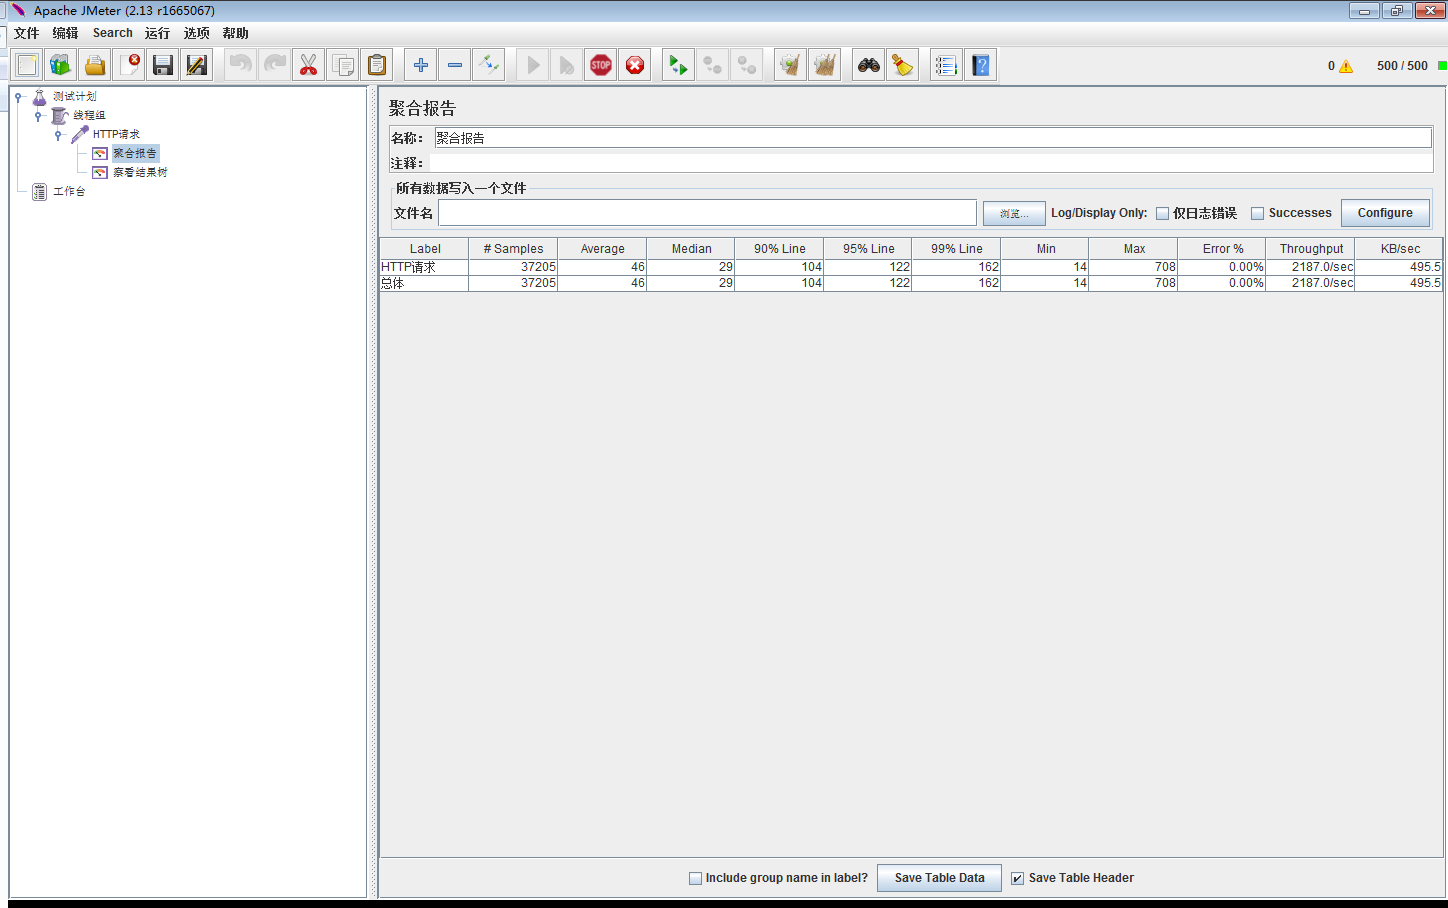 Apache JMeter (2.13 r1665067)
文件 编辑 Search 运行 选项 帮助
STOP
0 500 / 500
测试计划
线程组
HTTP请求
聚合报告
察看结果树
工作台
聚合报告
名称: 聚合报告
注释:
所有数据写入一个文件
文件名 浏览... Log/Display Only: 仅日志错误 Successes Configure
Label # Samples Average Median 90% Line 95% Line 99% Line Min Max Error % Throughput KB/sec
HTTP请求 37205 46 29 104 122 162 14 708 0.00% 2187.0/sec 495.5
总体 37205 46 29 104 122 162 14 708 0.00% 2187.0/sec 495.5
Include group name in label? Save Table Data Save Table Header